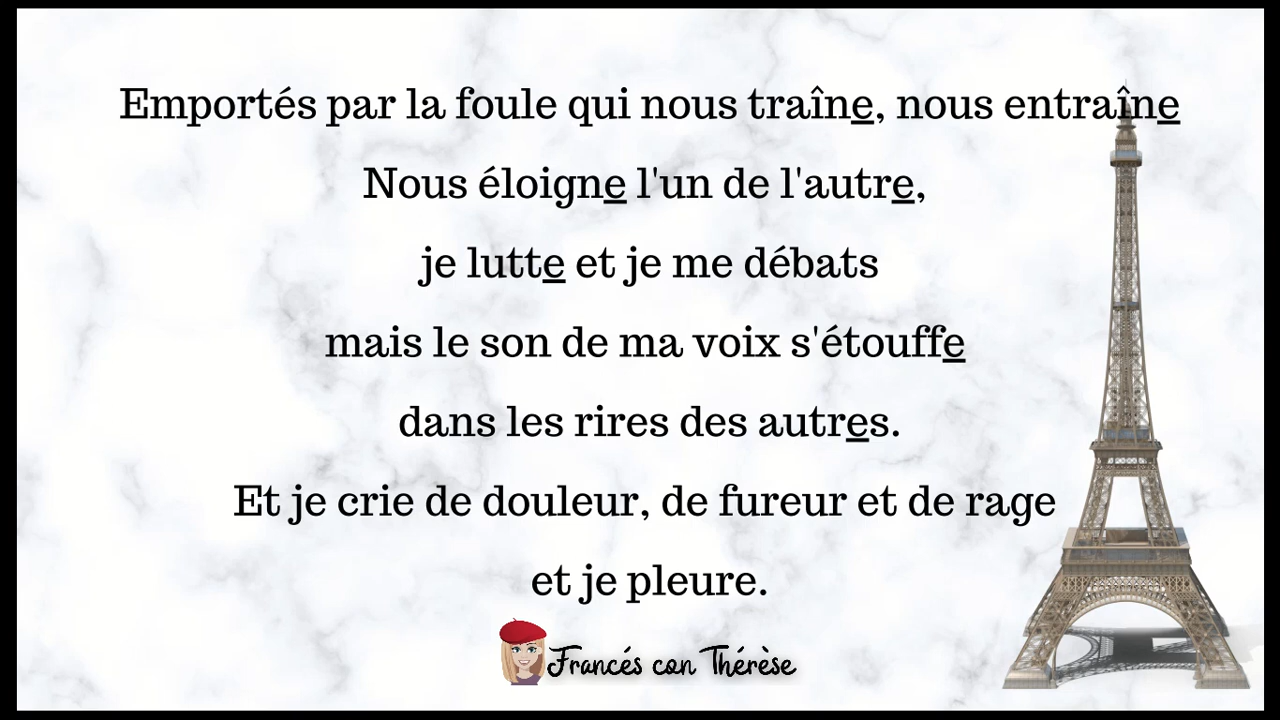 Emportés par la foule qui nous traîne, nous entraîne
Nous éloigne l'un de l'autre,
je lutte et je me débats
mais le son de ma voix s'étouffe
dans les rires des autres.
Et je crie de douleur, de fureur et de rage
et je pleure.
Francés con Thérèse